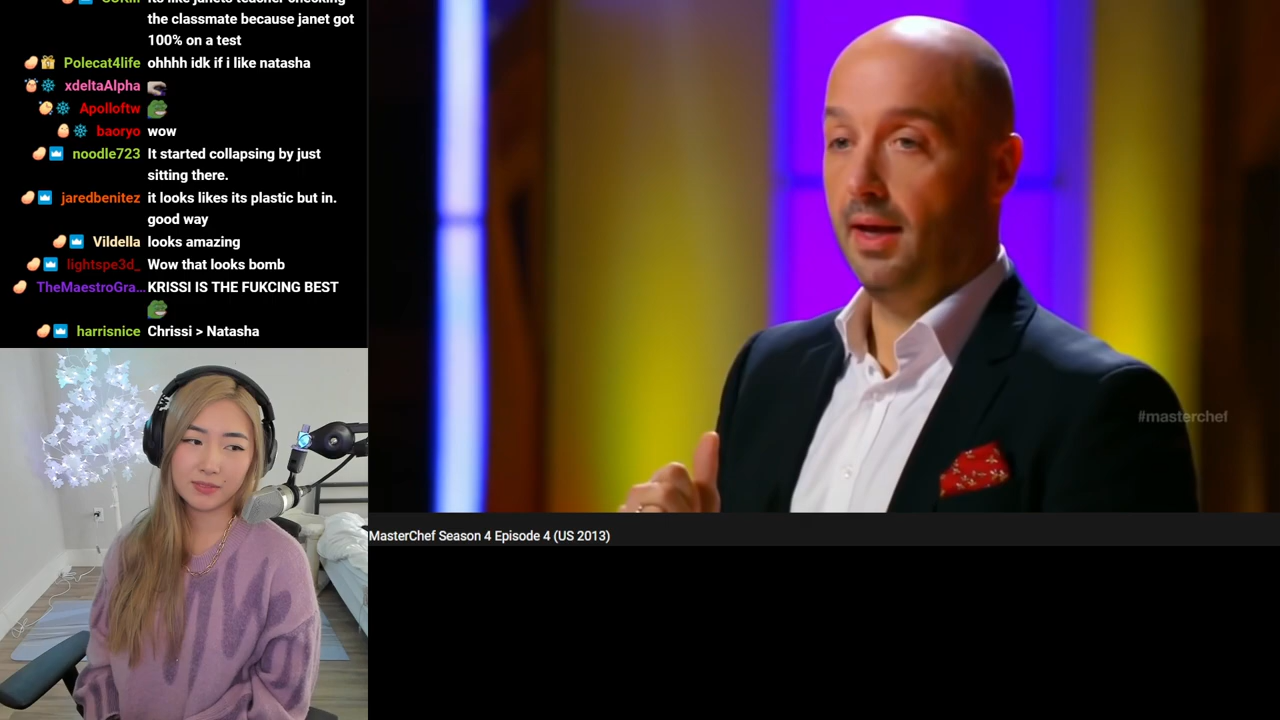 the classmate because janet got
100% on a test
Polecat4life ohhhh idk if i like natasha
xdeltaAlpha
Apolloftw
baoryo wow
noodle723 It started collapsing by just
sitting there.
jaredbenitez it looks likes its plastic but in.
good way
Vildella looks amazing
lightspe3d_ Wow that looks bomb
TheMaestroGra... KRISSI IS THE FUKCING BEST
harrisnice Chrissi > Natasha
#masterchef
MasterChef Season 4 Episode 4 (US 2013)